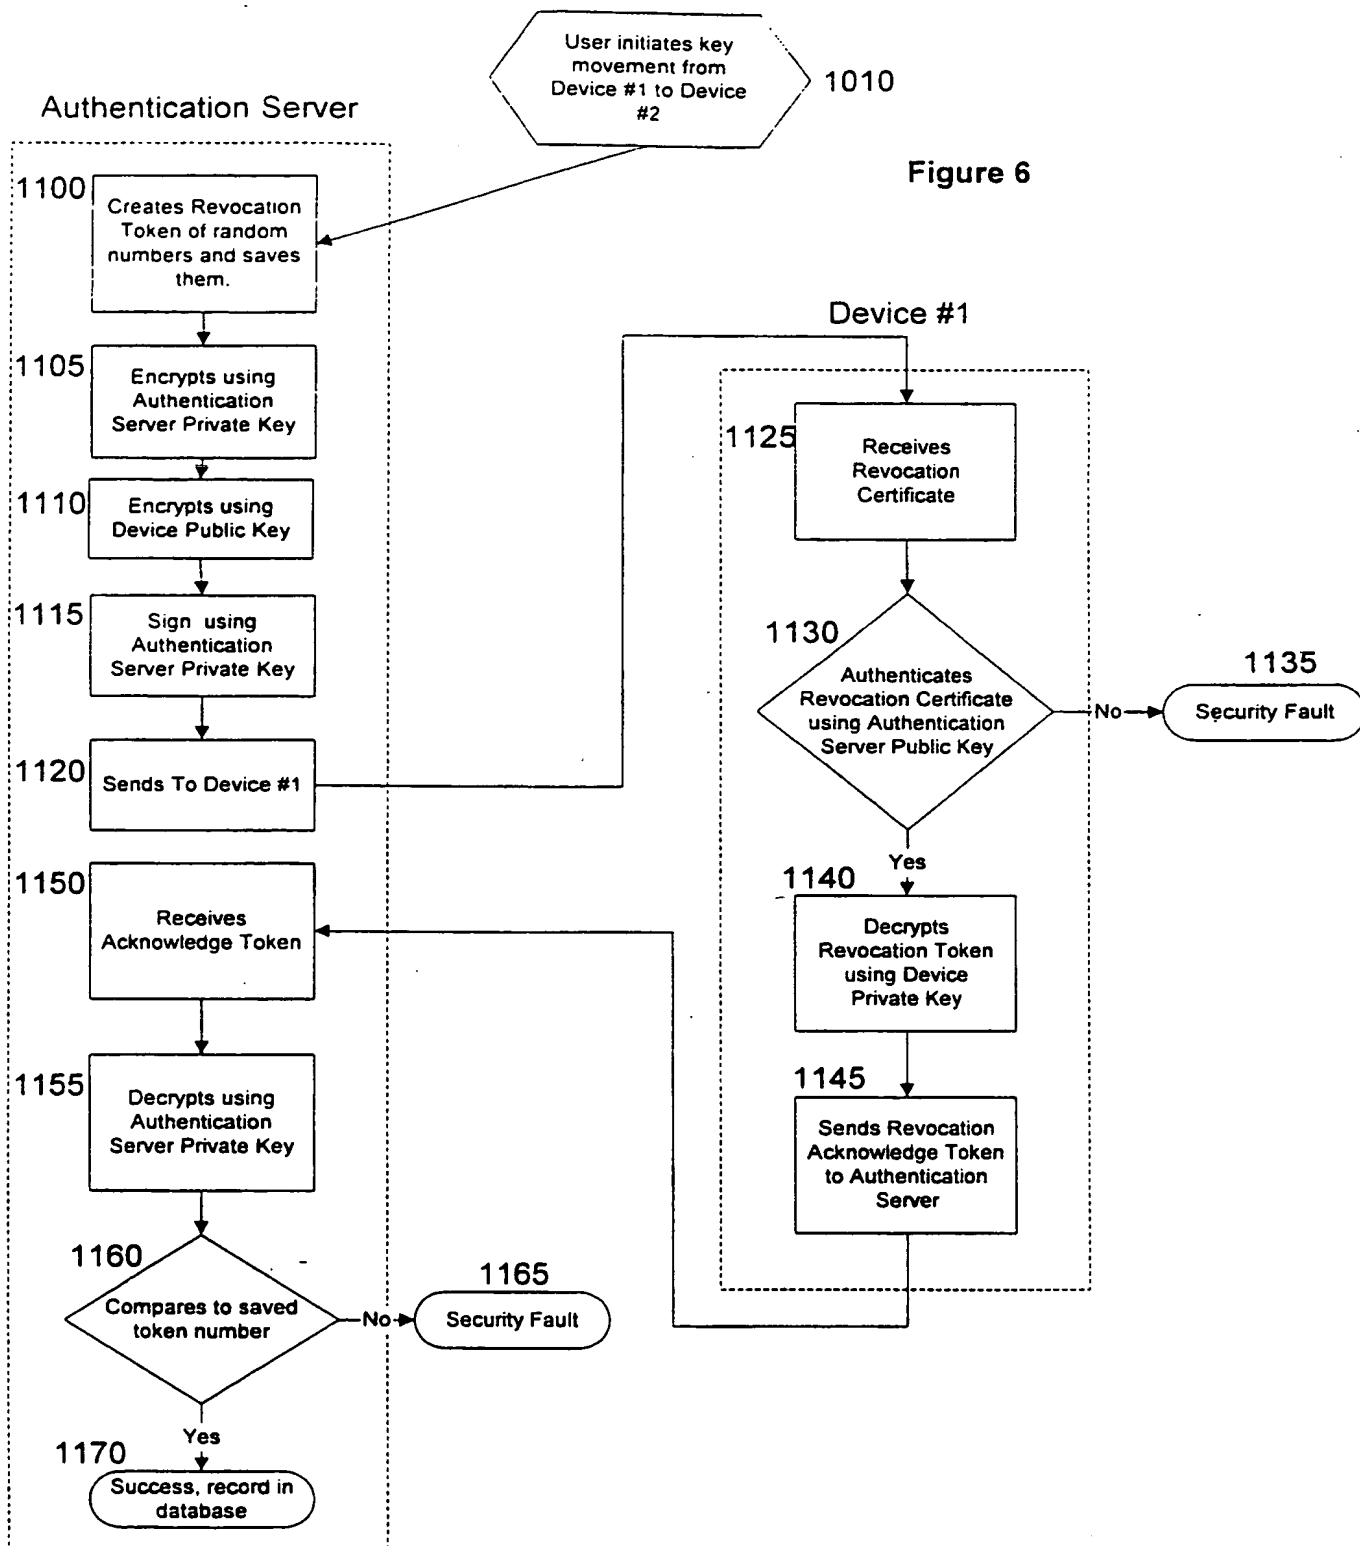 User initiates key
movement from
Device #1 to Device
#2
1010
Authentication Server
Figure 6
1100
Creates Revocation
Token of random
numbers and saves
them.
1105
Encrypts using
Authentication
Server Private Key
1110
Encrypts using
Device Public Key
1115
Sign using
Authentication
Server Private Key
1120
Sends To Device #1
Device #1
1125
Receives
Revocation
Certificate
1130
Authenticates
Revocation Certificate
using Authentication
Server Public Key
No
1135
Security Fault
Yes
1140
Decrypts
Revocation Token
using Device
Private Key
1145
Sends Revocation
Acknowledge Token
to Authentication
Server
1150
Receives
Acknowledge Token
1155
Decrypts using
Authentication
Server Private Key
1160
Compares to saved
token number
No
1165
Security Fault
Yes
1170
Success, record in
database